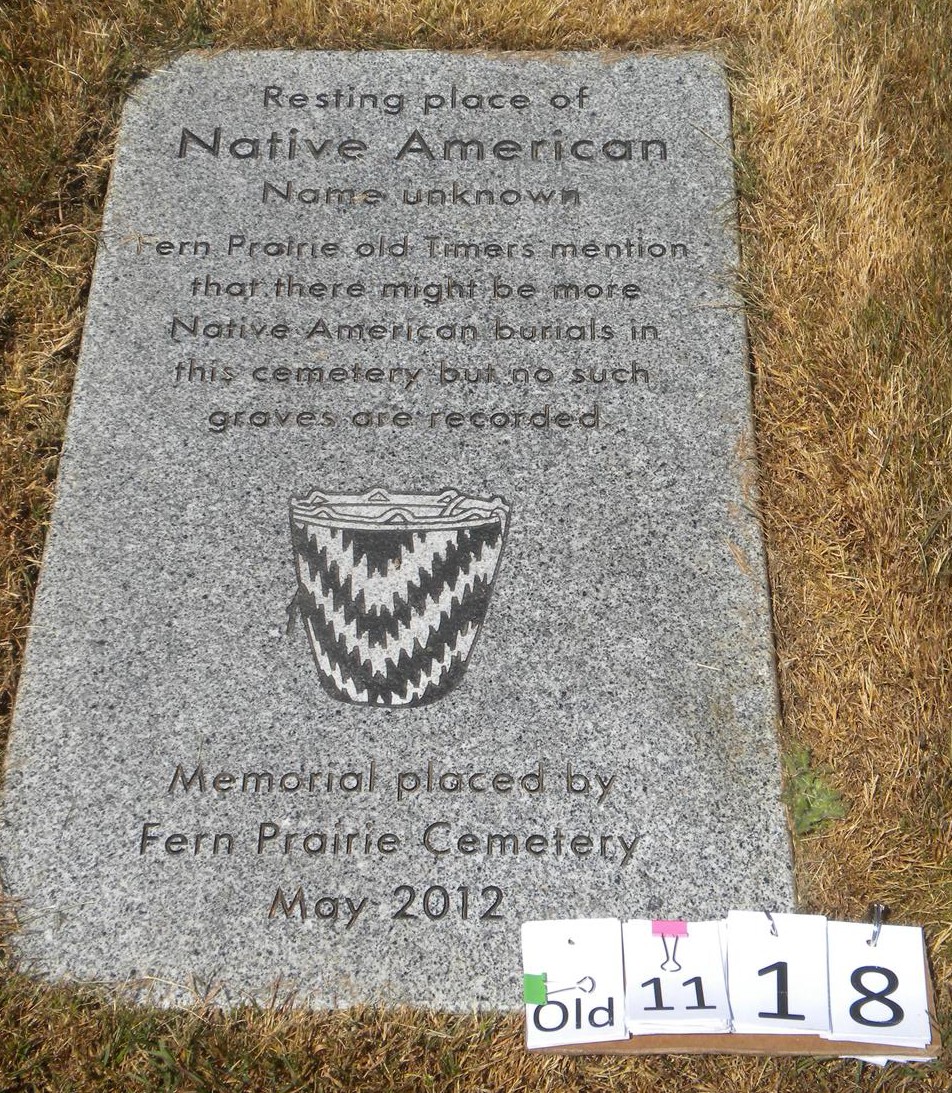 Resting place of
Native American
Name unknown
Fern Prairie old Timers mention
that there might be more
Native American burials in
this cemetery but no such
graves are recorded.
Memorial placed by
Fern Prairie Cemetery
May 2012
Old 11 1 8